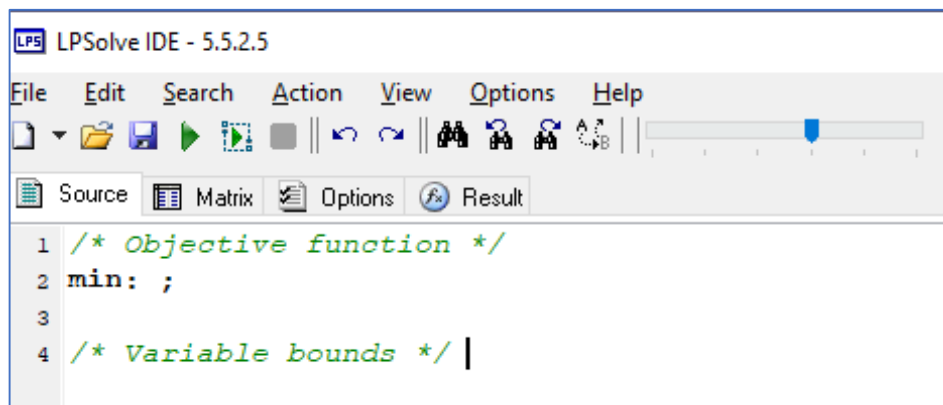 LPS LPSolve IDE - 5.5.2.5
File Edit Search Action View Options Help
Source Matrix Options Result
1 /* Objective function */
2 min: ;
3
4 /* Variable bounds */